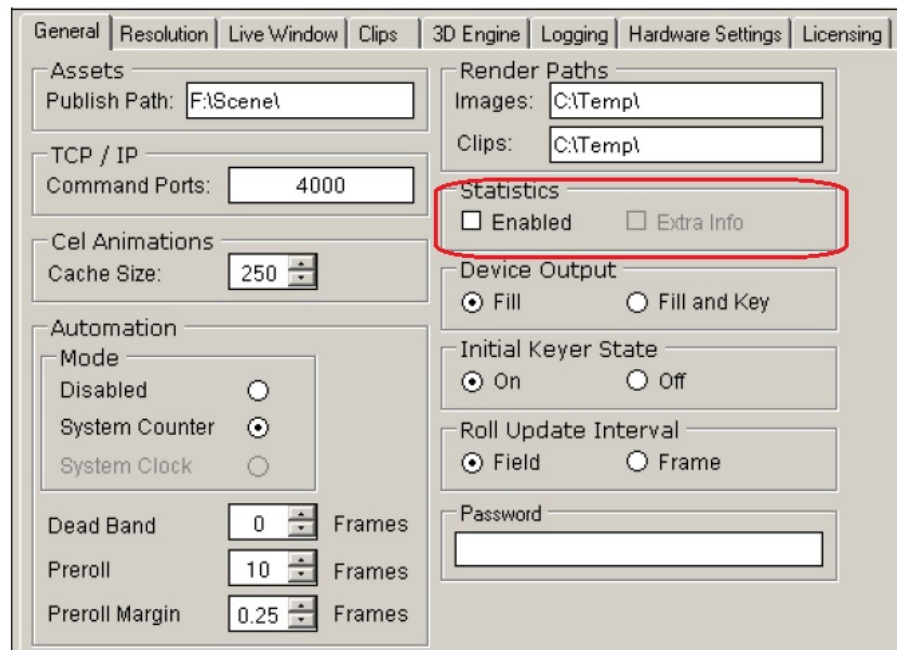 General Resolution Live Window Clips 3D Engine Logging Hardware Settings Licensing
Assets
Publish Path: F:\Scene\
TCP / IP
Command Ports: 4000
Cel Animations
Cache Size: 250
Automation
Mode
Disabled
System Counter
System Clock
Dead Band 0 Frames
Preroll 10 Frames
Preroll Margin 0.25 Frames
Render Paths
Images: C:\Temp\
Clips: C:\Temp\
Statistics
Enabled Extra Info
Device Output
Fill Fill and Key
Initial Keyer State
On Off
Roll Update Interval
Field Frame
Password